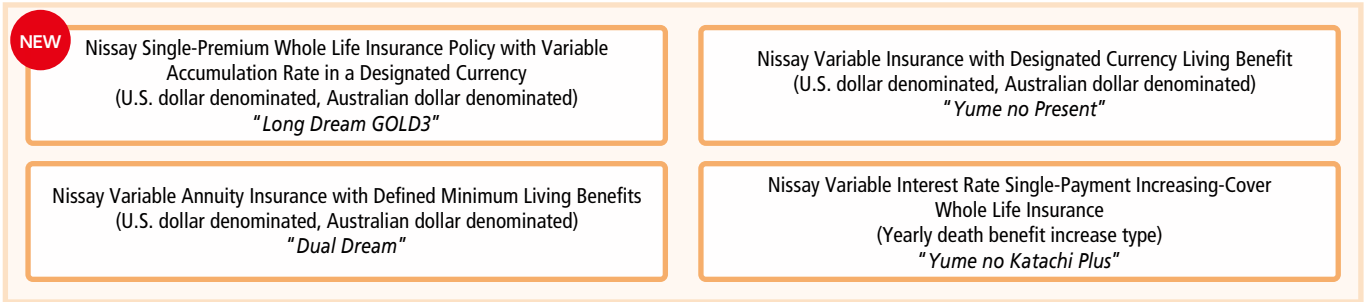 NEW
Nissay Single-Premium Whole Life Insurance Policy with Variable
Accumulation Rate in a Designated Currency
(U.S. dollar denominated, Australian dollar denominated)
"Long Dream GOLD3"
Nissay Variable Insurance with Designated Currency Living Benefit
(U.S. dollar denominated, Australian dollar denominated)
"Yume no Present"
Nissay Variable Annuity Insurance with Defined Minimum Living Benefits
(U.S. dollar denominated, Australian dollar denominated)
"Dual Dream"
Nissay Variable Interest Rate Single-Payment Increasing-Cover
Whole Life Insurance
(Yearly death benefit increase type)
"Yume no Katachi Plus"